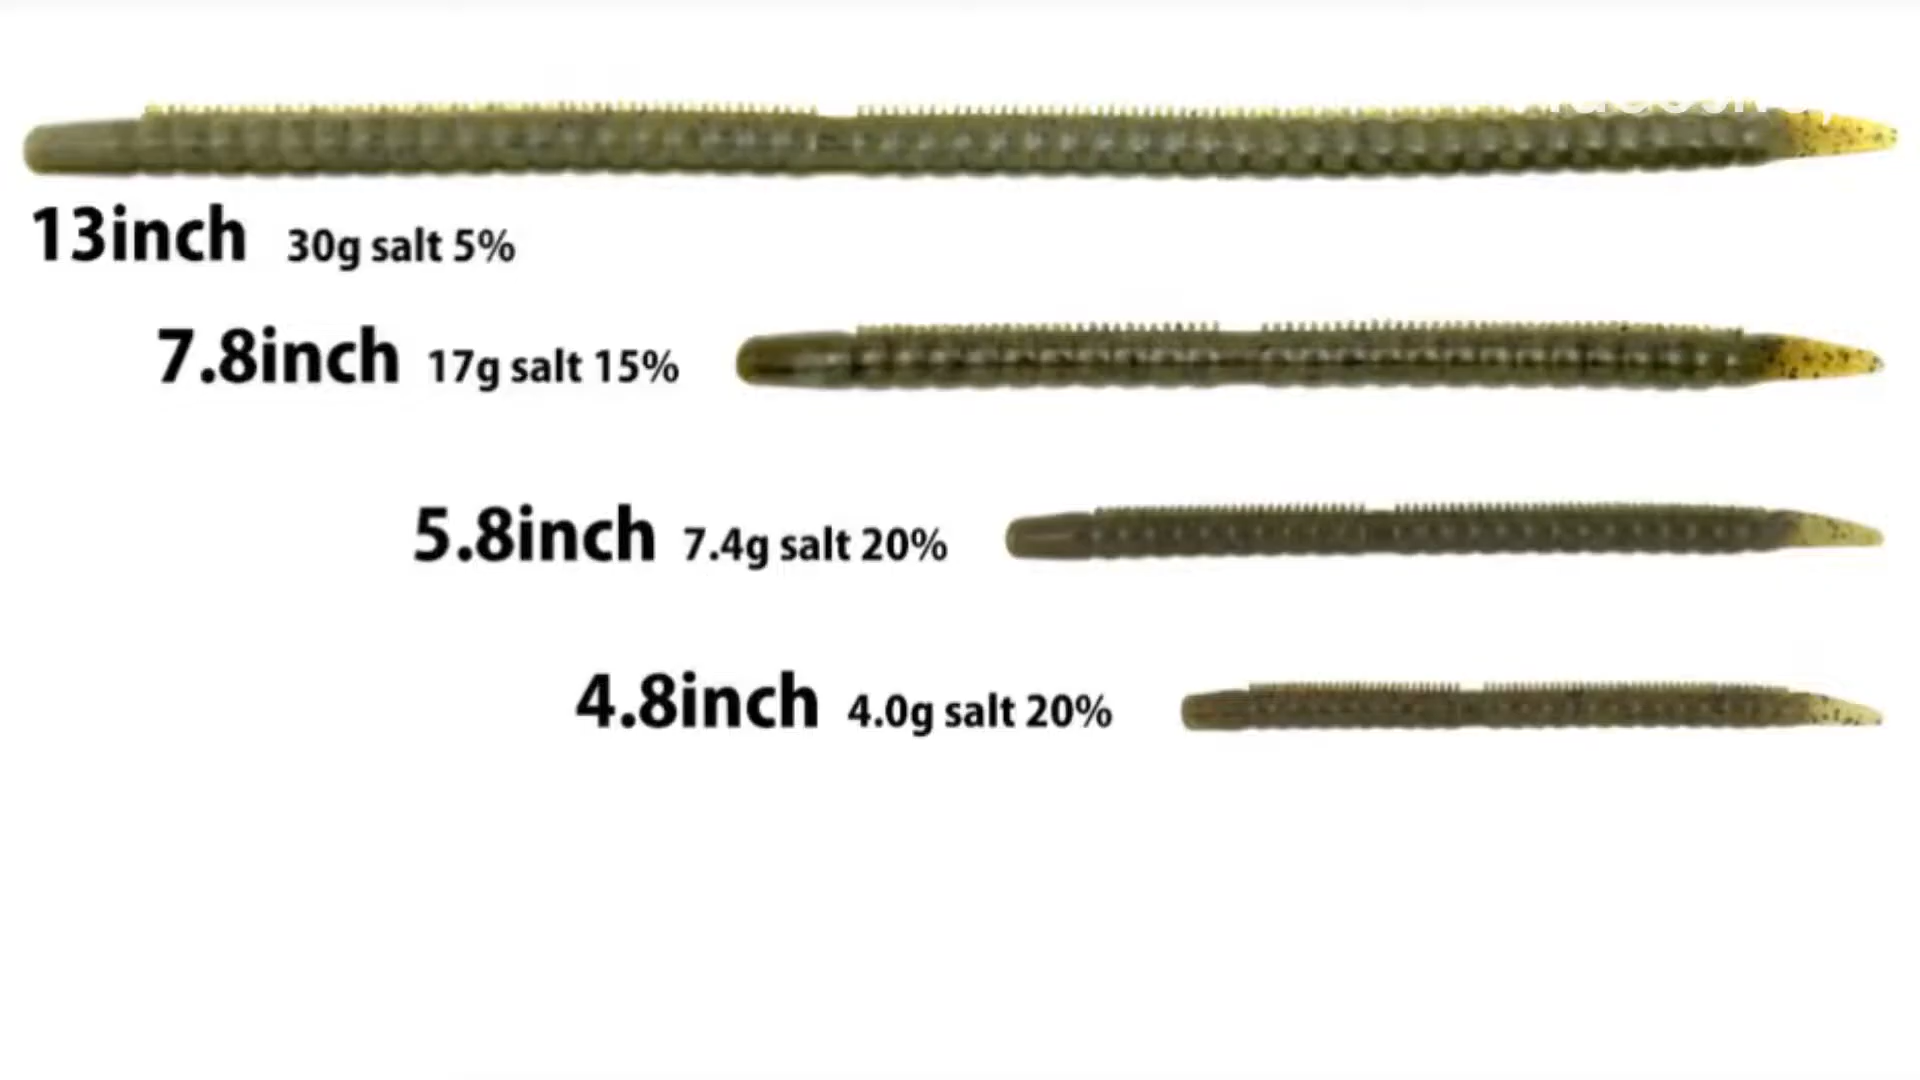 13inch 30g salt 5%
7.8inch 17g salt 15%
5.8inch 7.4g salt 20%
4.8inch 4.0g salt 20%